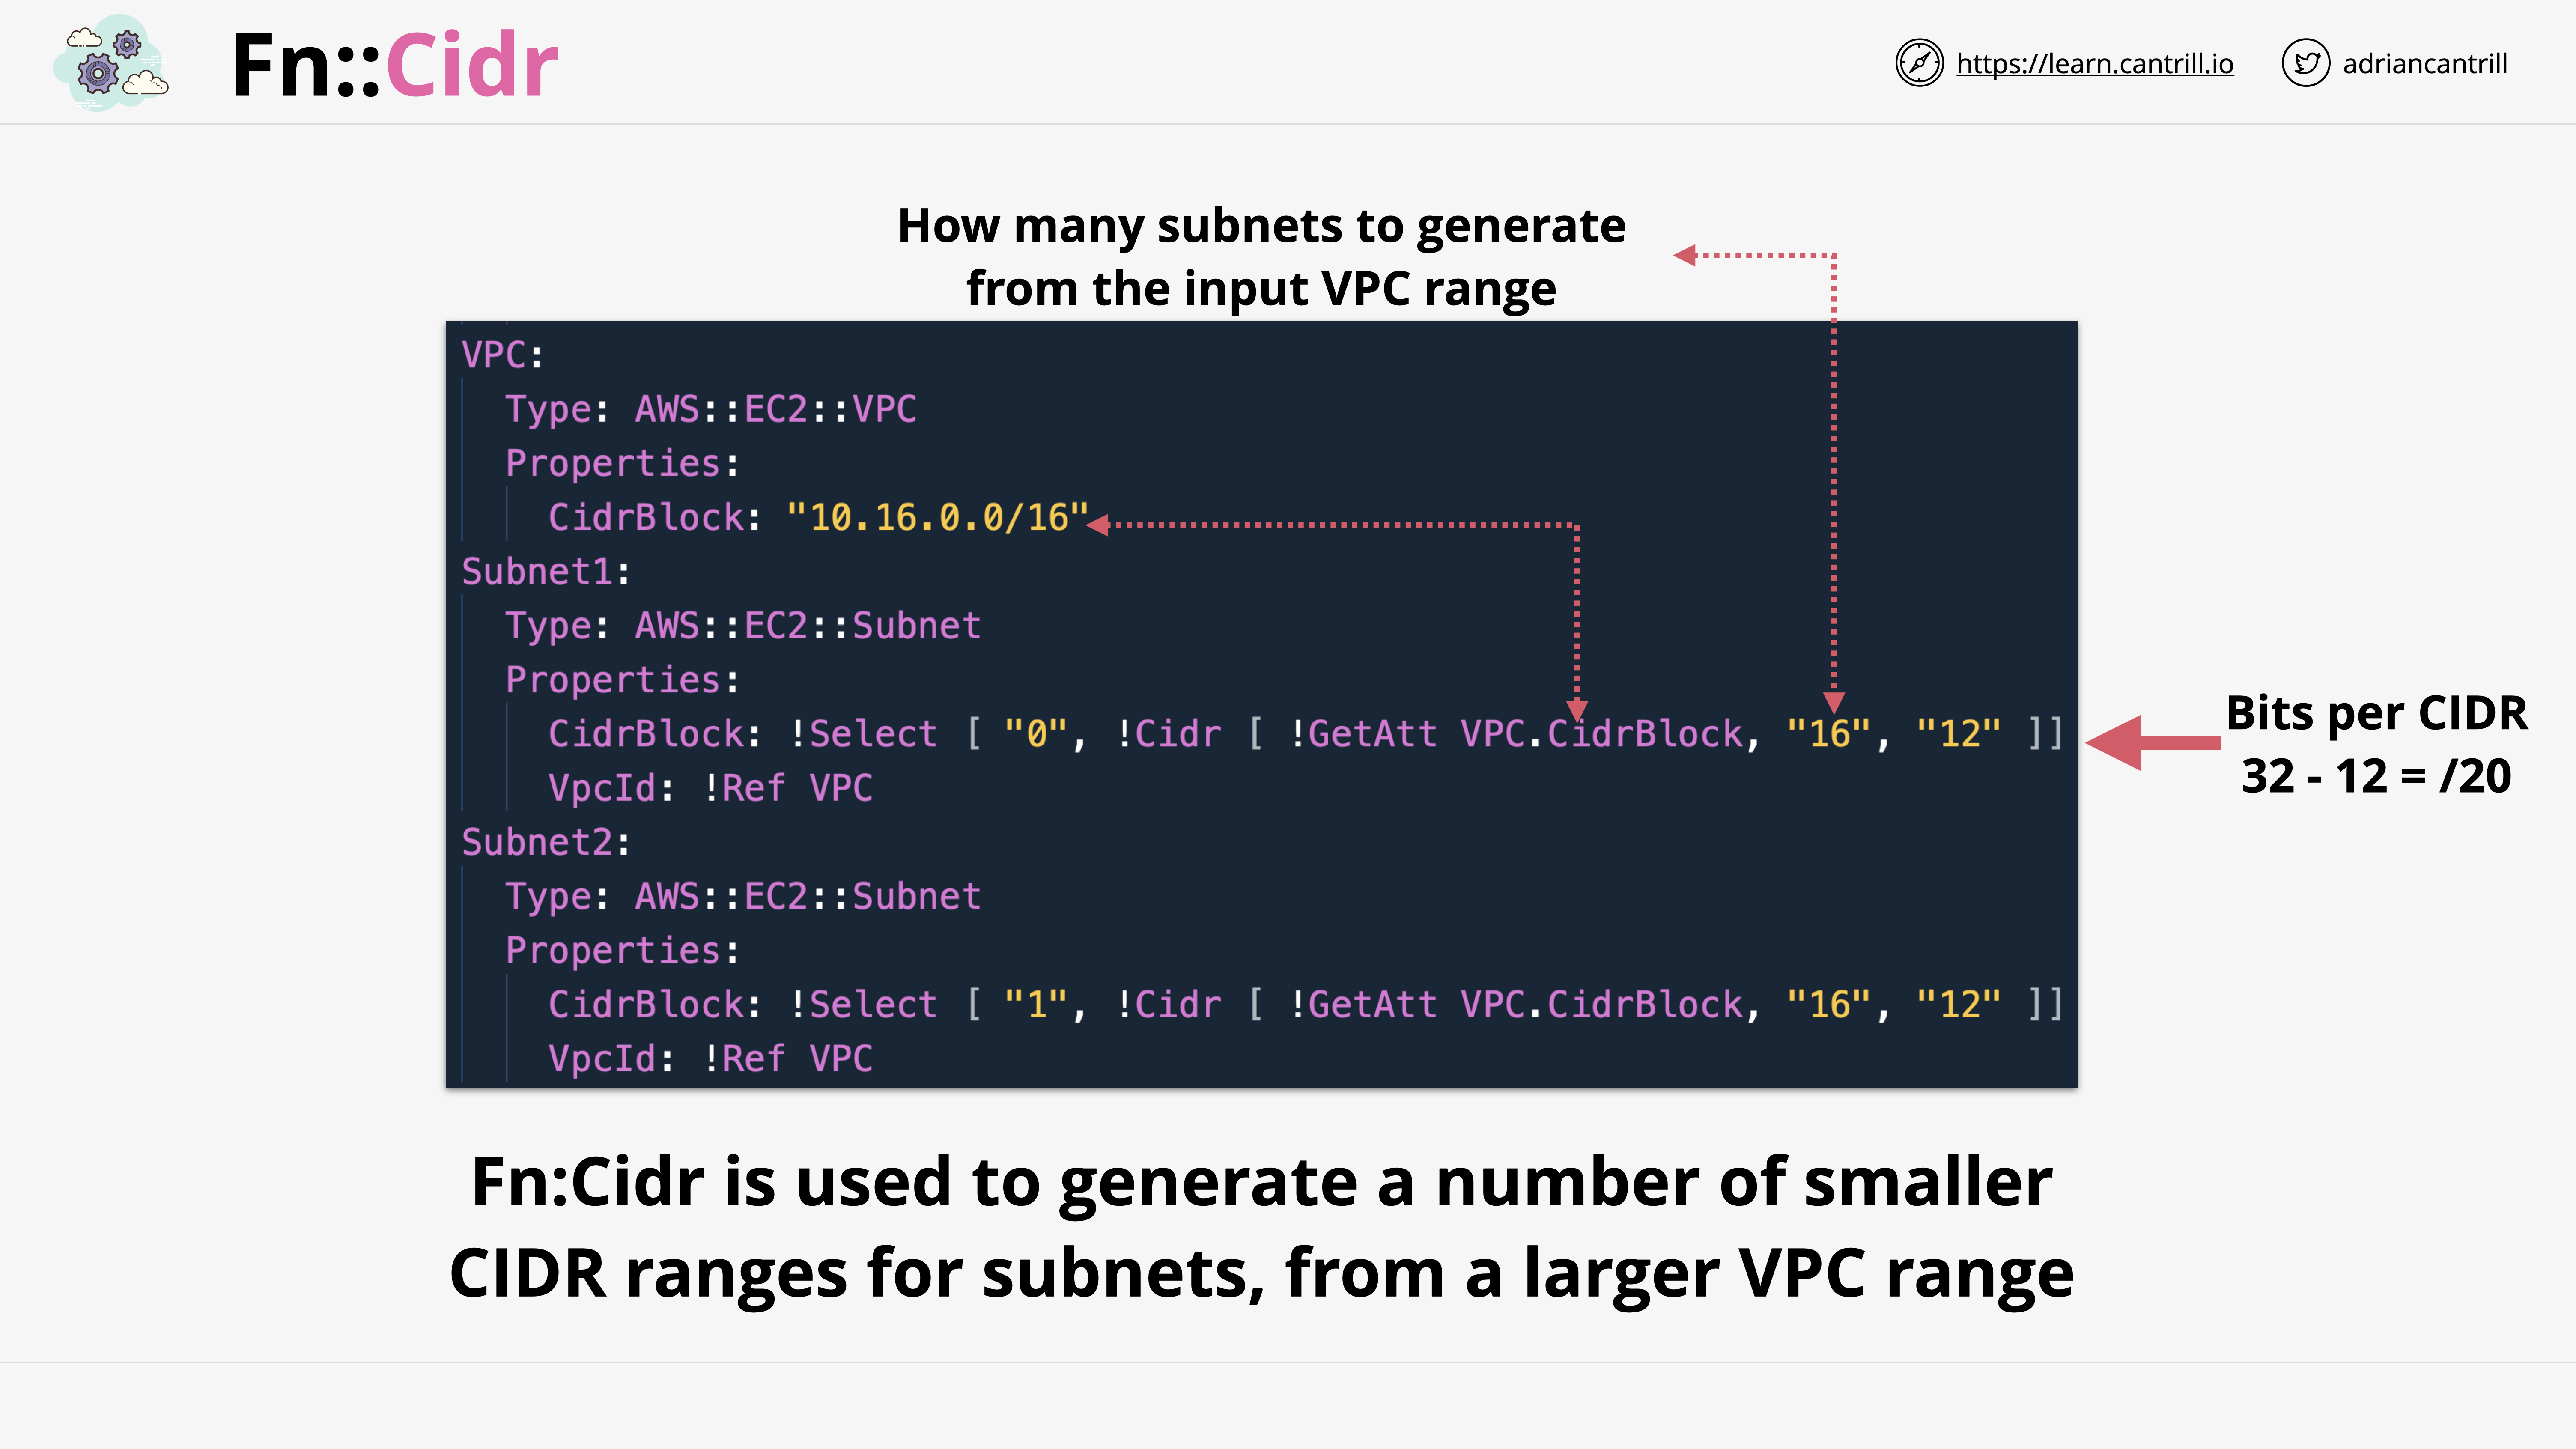 Fn::Cidr
https://learn.cantrill.io
adriancantrill
How many subnets to generate
from the input VPC range
VPC:
Type: AWS::EC2::VPC
Properties:
CidrBlock: "10.16.0.0/16"
Subnet1:
Type: AWS::EC2::Subnet
Properties:
CidrBlock: !Select [ "0", !Cidr [ !GetAtt VPC.CidrBlock, "16", "12" ]]
VpcId: !Ref VPC
Subnet2:
Type: AWS::EC2::Subnet
Properties:
CidrBlock: !Select [ "1", !Cidr [ !GetAtt VPC.CidrBlock, "16", "12" ]]
VpcId: !Ref VPC
Bits per CIDR
32 - 12 = /20
Fn:Cidr is used to generate a number of smaller
CIDR ranges for subnets, from a larger VPC range